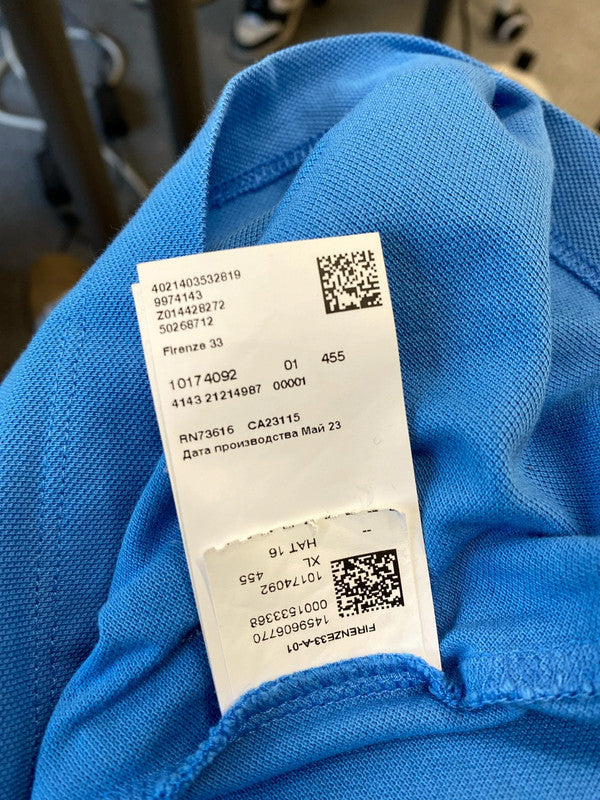 4021403532819
9974143
Z014428272
50268712
Firenze 33
10174092 01 455
4143 21214987 00001
RN73616 CA23115
Дата производства Май 23
FIRENZE33-A-01
1459606770
0001533368
10174092 455
XL
HAT 16
--